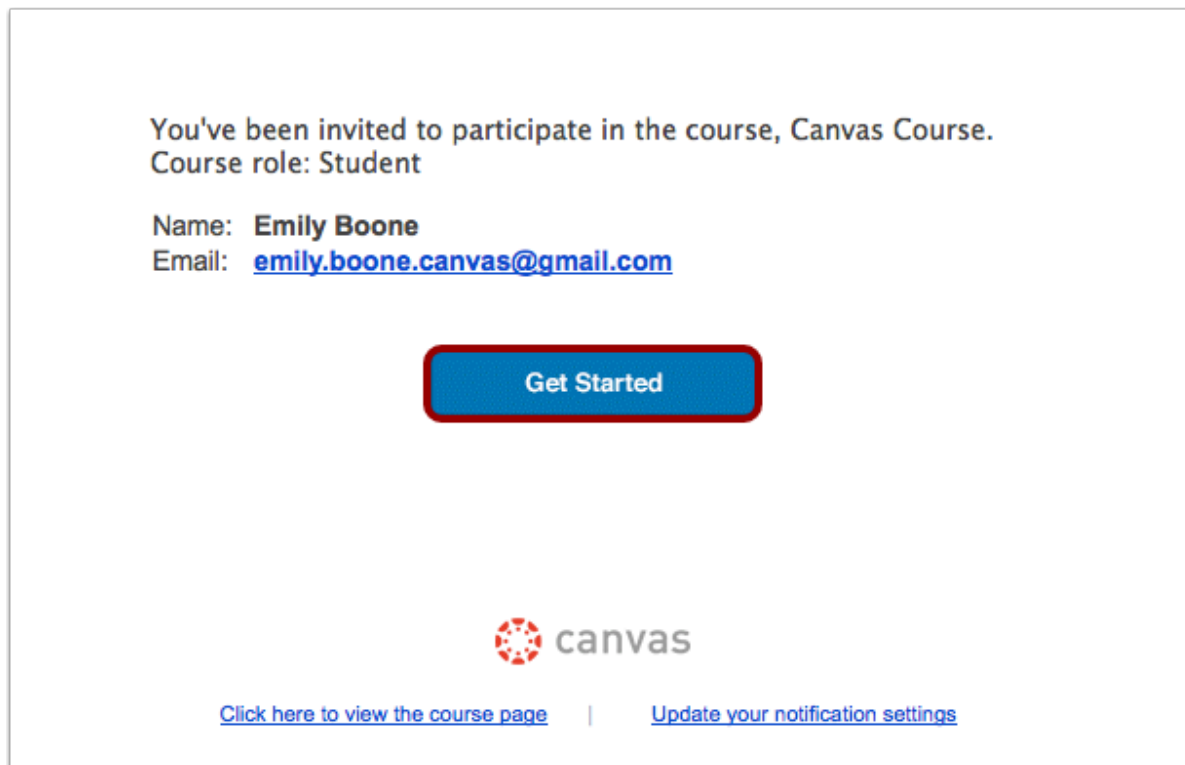 You've been invited to participate in the course, Canvas Course.
Course role: Student
Name: Emily Boone
Email: emily.boone.canvas@gmail.com
Get Started
canvas
Click here to view the course page | Update your notification settings